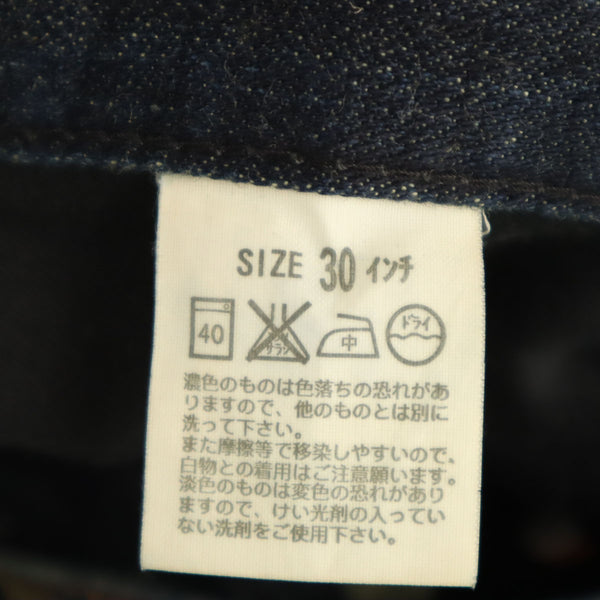 SIZE 30 インチ
40 エンソ サラシ 中 ドライ
濃色のものは色落ちの恐れがあ
りますので、他のものとは別に
洗って下さい。
また摩擦等で移染しやすいので、
白物との着用はご注意願います。
淡色のものは変色の恐れがあり
ますので、けい光剤の入ってい
ない洗剤をご使用下さい。